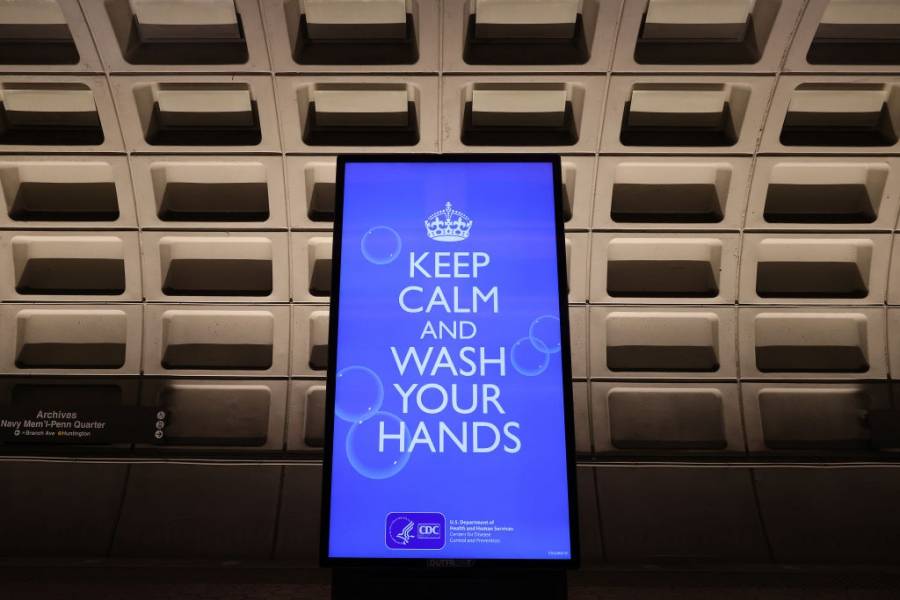 KEEP
CALM
AND
WASH
YOUR
HANDS
CDC
U.S. Department of
Health and Human Services
Centers for Disease
Control and Prevention
Archives
Navy Mem'l-Penn Quarter
Branch Ave Huntington
OUTFRONT